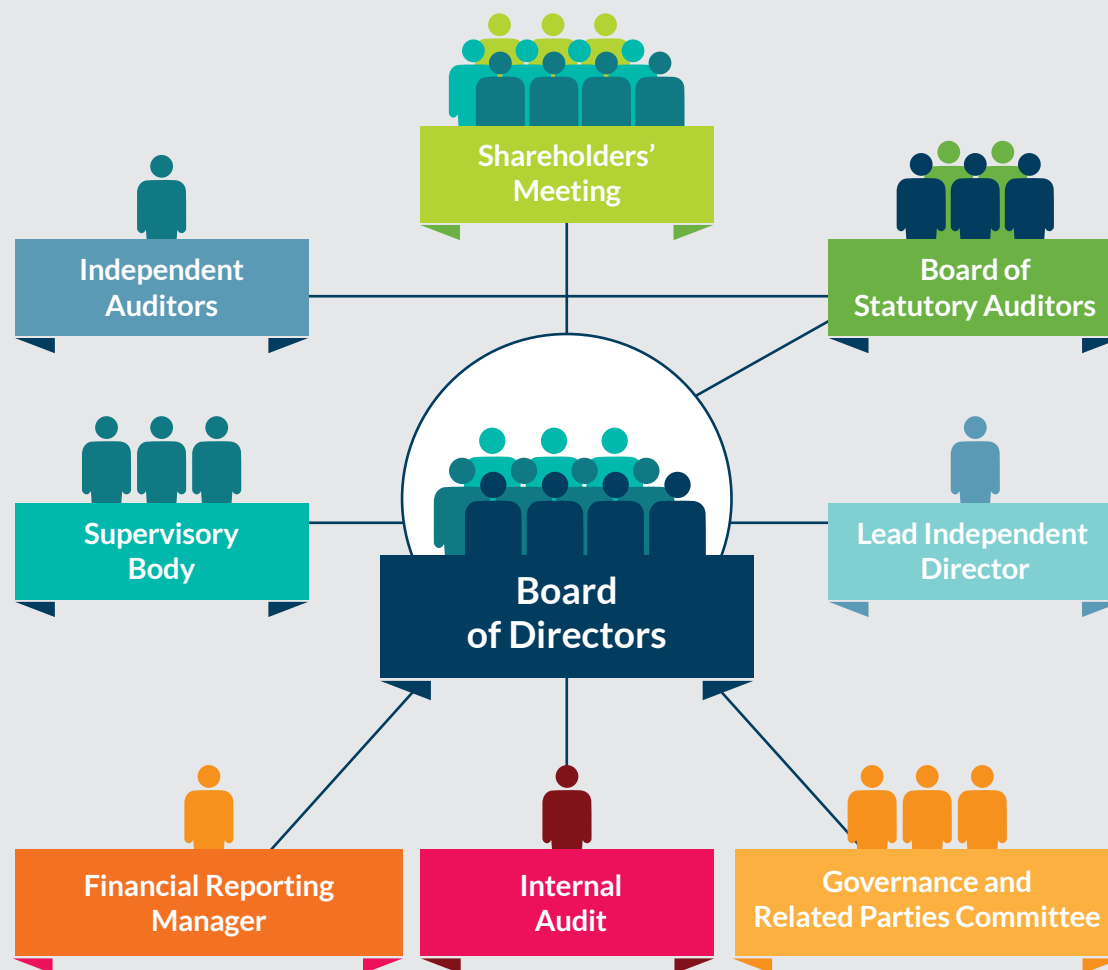 Shareholders’
Meeting
Independent
Auditors
Board of
Statutory Auditors
Supervisory
Body
Lead Independent
Director
Board
of Directors
Financial Reporting
Manager
Internal
Audit
Governance and
Related Parties Committee